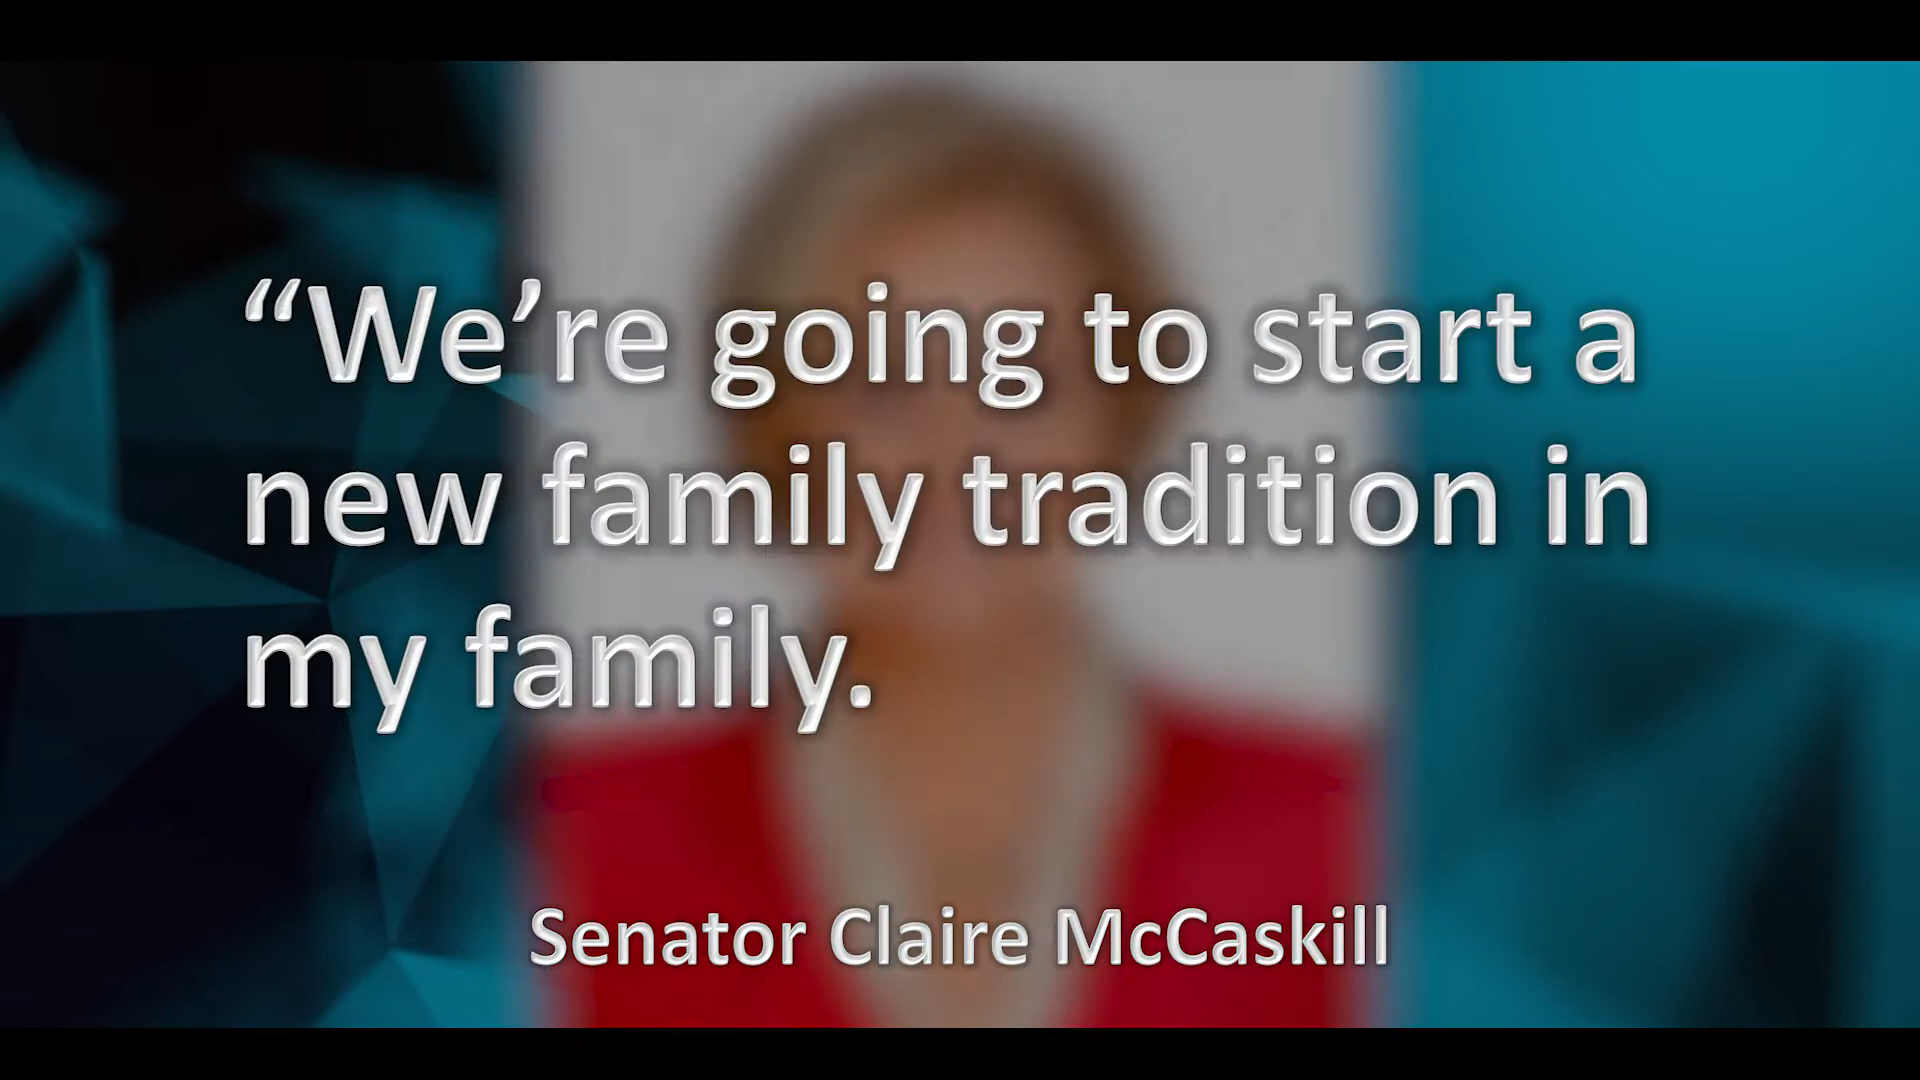 “We’re going to start a
new family tradition in
my family.
Senator Claire McCaskill